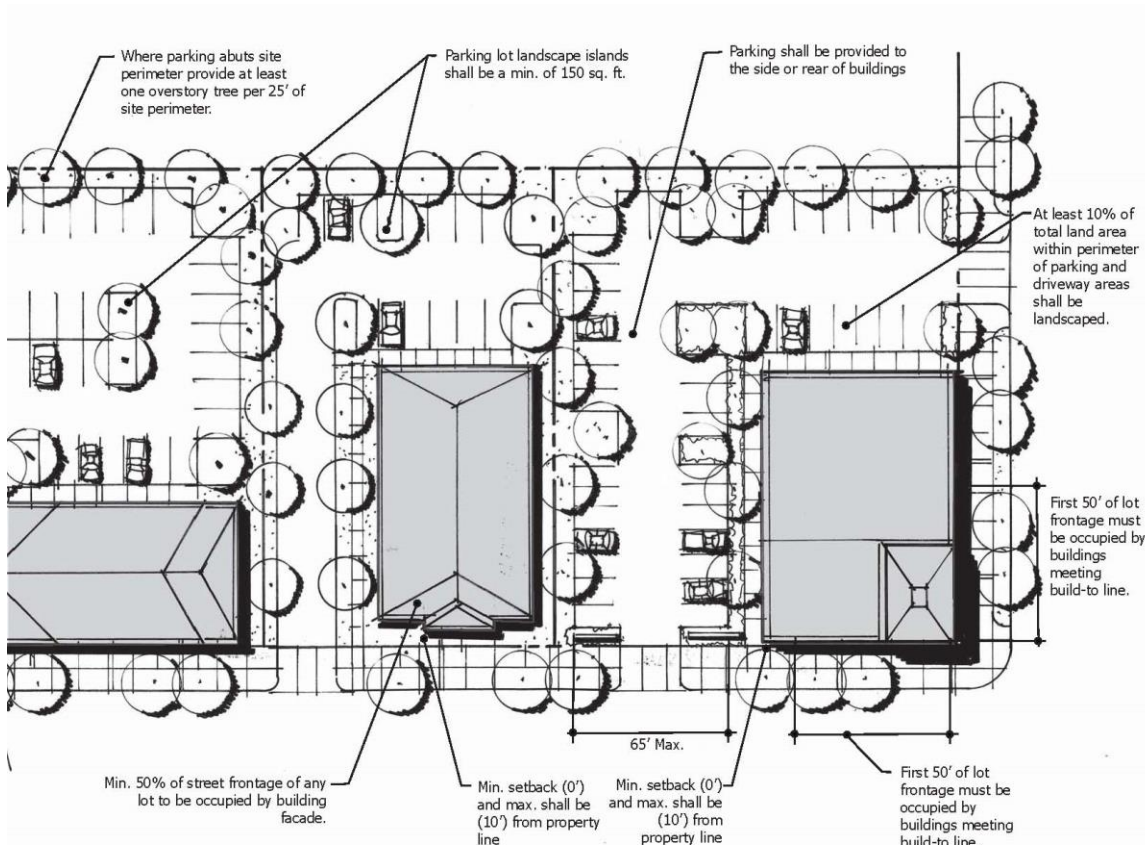 Where parking abuts site
perimeter provide at least
one overstory tree per 25' of
site perimeter.
Parking lot landscape islands
shall be a min. of 150 sq. ft.
Parking shall be provided to
the side or rear of buildings
At least 10% of
total land area
within perimeter
of parking and
driveway areas
shall be
landscaped.
First 50' of lot
frontage must
be occupied by
buildings
meeting
build-to line.
65' Max.
Min. 50% of street frontage of any
lot to be occupied by building
facade.
Min. setback (0')
and max. shall be
(10') from property
line
Min. setback (0')
and max. shall be
(10') from
property line
First 50' of lot
frontage must be
occupied by
buildings meeting
build-to line.